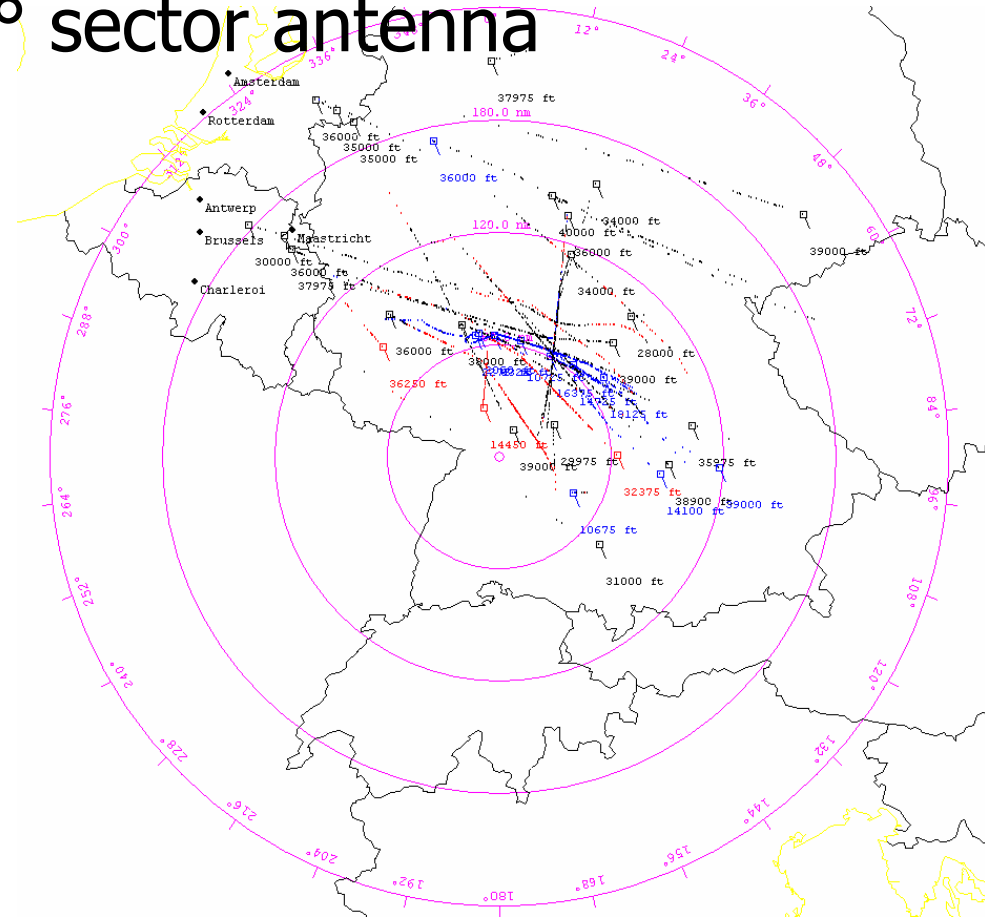 ° sector antenna
12°
24°
36°
48°
60°
72°
84°
96°
108°
120°
132°
144°
156°
168°
180°
192°
204°
216°
228°
240°
252°
264°
276°
288°
300°
312°
324°
336°
Amsterdam
Rotterdam
Antwerp
Brussels
Maastricht
Charleroi
180.0 nm
120.0 nm
37975 ft
36000 ft
35000 ft
35000 ft
36000 ft
34000 ft
40000 ft
36000 ft
39000 ft
30000 ft
36000 ft
37975 ft
34000 ft
28000 ft
36000 ft
38000 ft
39000 ft
36250 ft
16375 ft
14725 ft
18125 ft
14450 ft
39000 ft
29975 ft
35975 ft
32375 ft
38900 ft
39000 ft
14100 ft
10675 ft
31000 ft